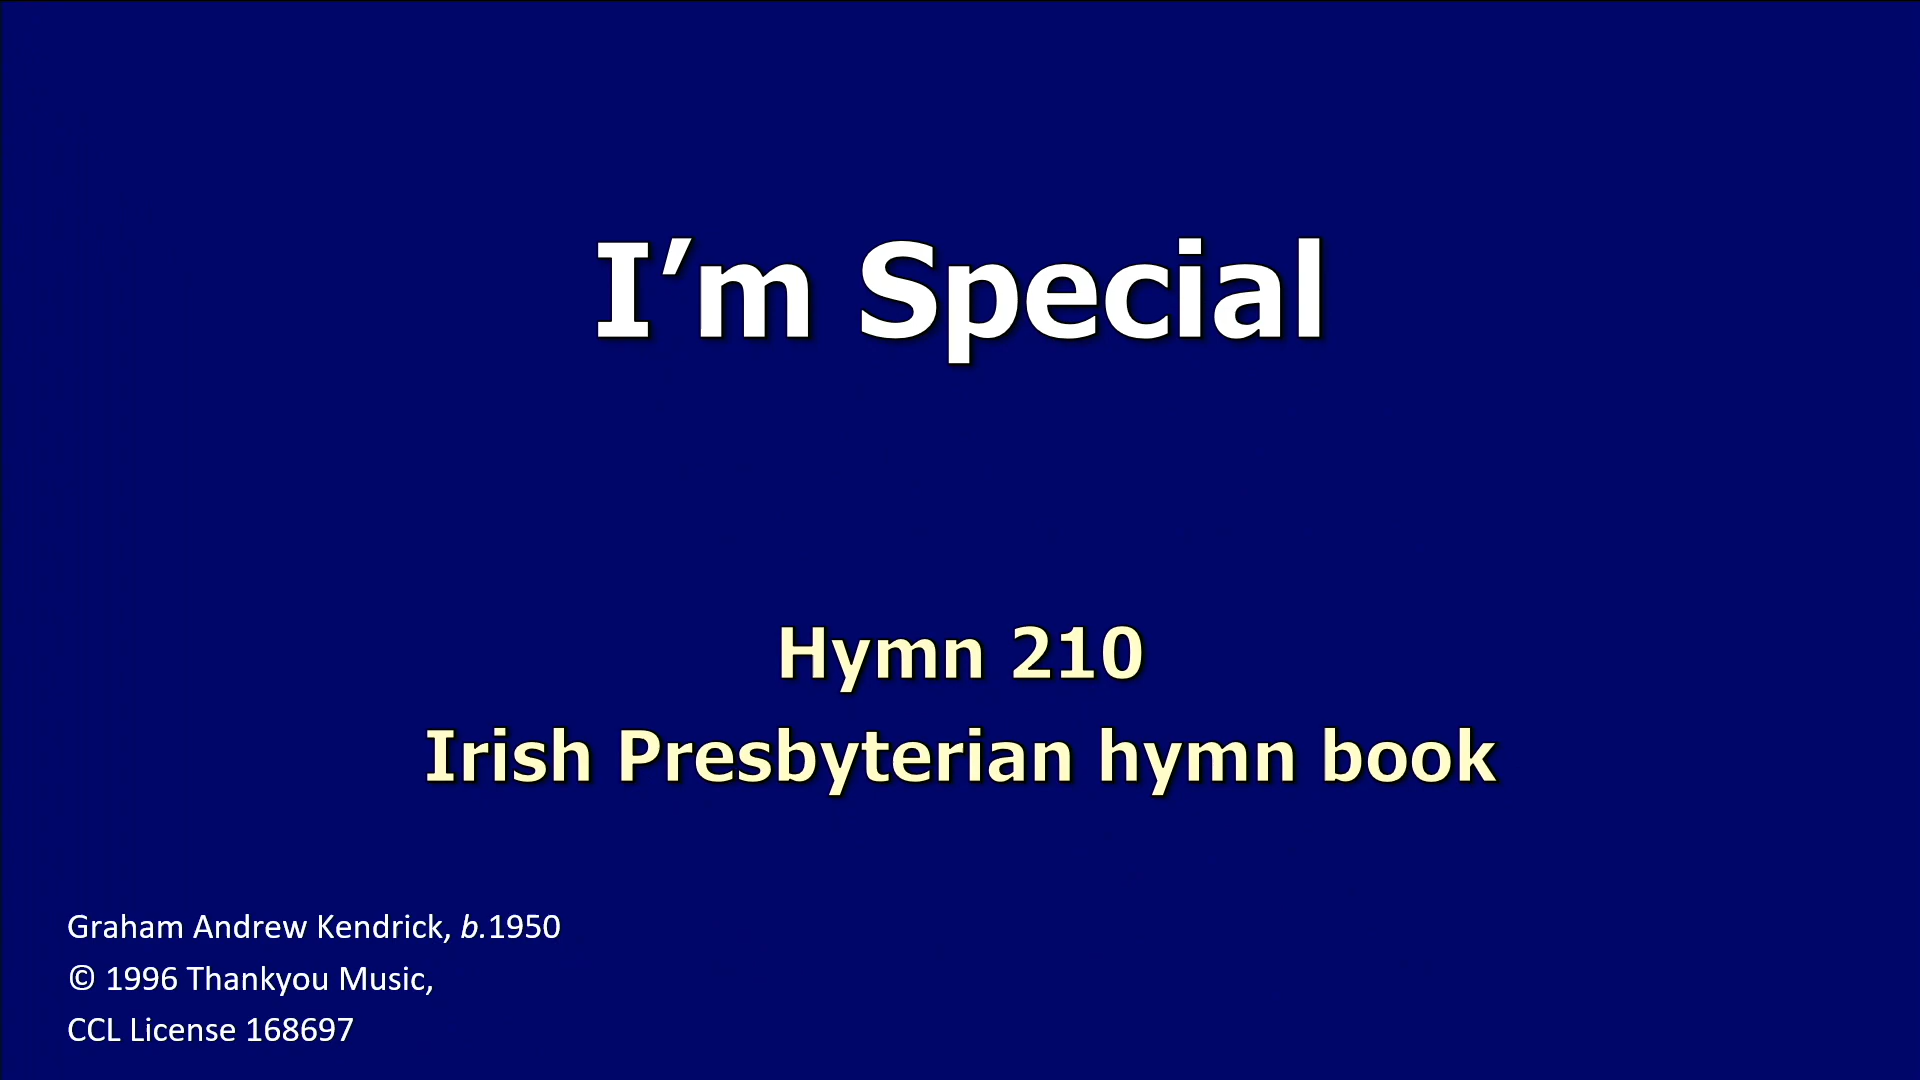 I’m Special
Hymn 210
Irish Presbyterian hymn book
Graham Andrew Kendrick, b.1950
© 1996 Thankyou Music,
CCL License 168697